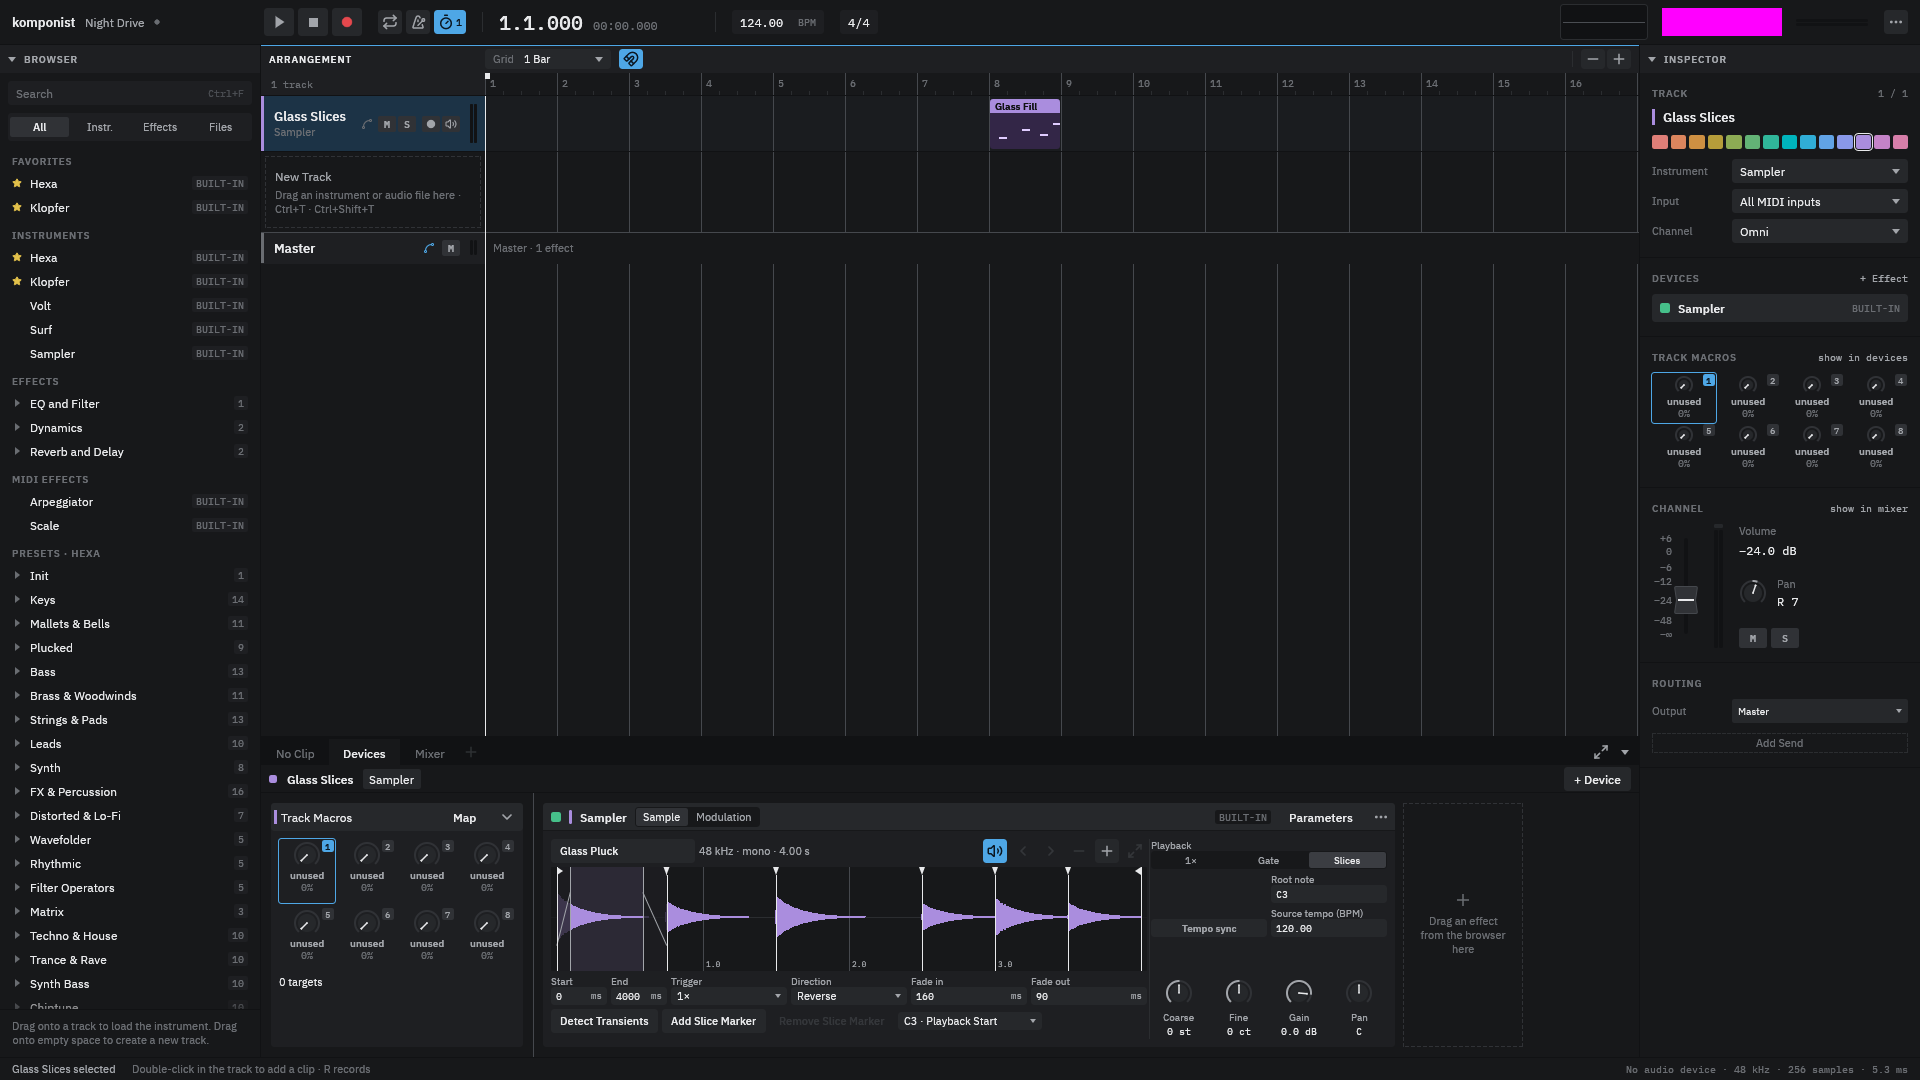 komponist Night Drive
1
1.1.000 00:00.000
124.00 BPM
4/4
BROWSER
Search Ctrl+F
All Instr. Effects Files
FAVORITES
Hexa BUILT-IN
Klopfer BUILT-IN
INSTRUMENTS
Hexa BUILT-IN
Klopfer BUILT-IN
Volt BUILT-IN
Surf BUILT-IN
Sampler BUILT-IN
EFFECTS
EQ and Filter 1
Dynamics 2
Reverb and Delay 2
MIDI EFFECTS
Arpeggiator BUILT-IN
Scale BUILT-IN
PRESETS · HEXA
Init 1
Keys 14
Mallets & Bells 11
Plucked 9
Bass 13
Brass & Woodwinds 11
Strings & Pads 13
Leads 10
Synth 8
FX & Percussion 16
Distorted & Lo-Fi 7
Wavefolder 5
Rhythmic 5
Filter Operators 5
Matrix 3
Techno & House 10
Trance & Rave 10
Synth Bass 10
Chiptune 10
Drag onto a track to load the instrument. Drag
onto empty space to create a new track.
ARRANGEMENT
Grid 1 Bar
1 track
1 2 3 4 5 6 7 8 9 10 11 12 13 14 15 16
Glass Slices
Sampler
M S
Glass Fill
New Track
Drag an instrument or audio file here ·
Ctrl+T · Ctrl+Shift+T
Master M
Master · 1 effect
No Clip Devices Mixer
Glass Slices Sampler
+ Device
Track Macros Map
1 2 3 4
unused unused unused unused
0% 0% 0% 0%
5 6 7 8
unused unused unused unused
0% 0% 0% 0%
0 targets
Sampler Sample Modulation
BUILT-IN Parameters
Glass Pluck 48 kHz · mono · 4.00 s
1.0 2.0 3.0
Start End Trigger Direction Fade in Fade out
0 ms 4000 ms 1× Reverse 160 ms 90 ms
Detect Transients Add Slice Marker Remove Slice Marker C3 · Playback Start
Playback
1× Gate Slices
Root note
C3
Source tempo (BPM)
Tempo sync 120.00
Coarse Fine Gain Pan
0 st 0 ct 0.0 dB C
Drag an effect
from the browser
here
INSPECTOR
TRACK 1 / 1
Glass Slices
Instrument Sampler
Input All MIDI inputs
Channel Omni
DEVICES + Effect
Sampler BUILT-IN
TRACK MACROS show in devices
1 2 3 4
unused unused unused unused
0% 0% 0% 0%
5 6 7 8
unused unused unused unused
0% 0% 0% 0%
CHANNEL show in mixer
+6
0
−6
−12
−24
−48
−∞
Volume
−24.0 dB
Pan
R 7
M S
ROUTING
Output Master
Add Send
Glass Slices selected Double-click in the track to add a clip · R records
No audio device · 48 kHz · 256 samples · 5.3 ms